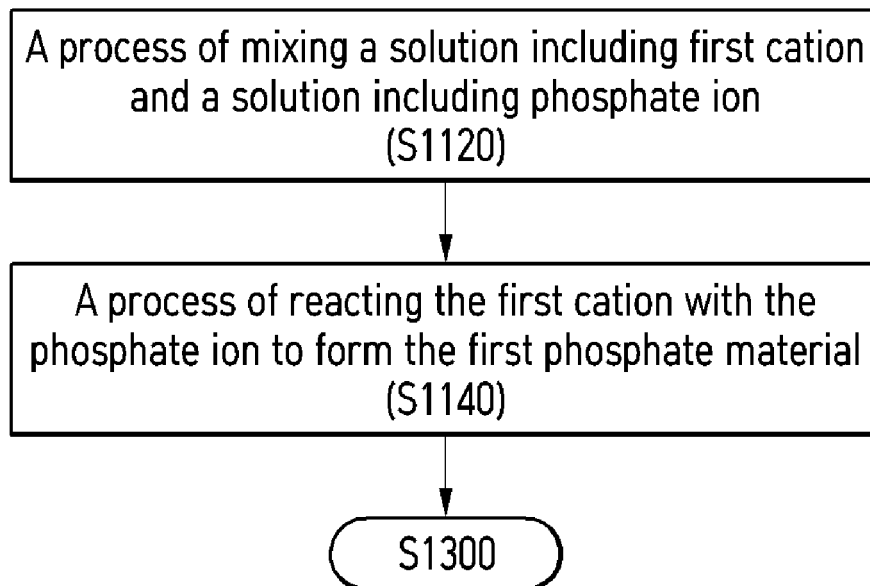 A process of mixing a solution including first cation
and a solution including phosphate ion
(S1120)
A process of reacting the first cation with the
phosphate ion to form the first phosphate material
(S1140)
S1300